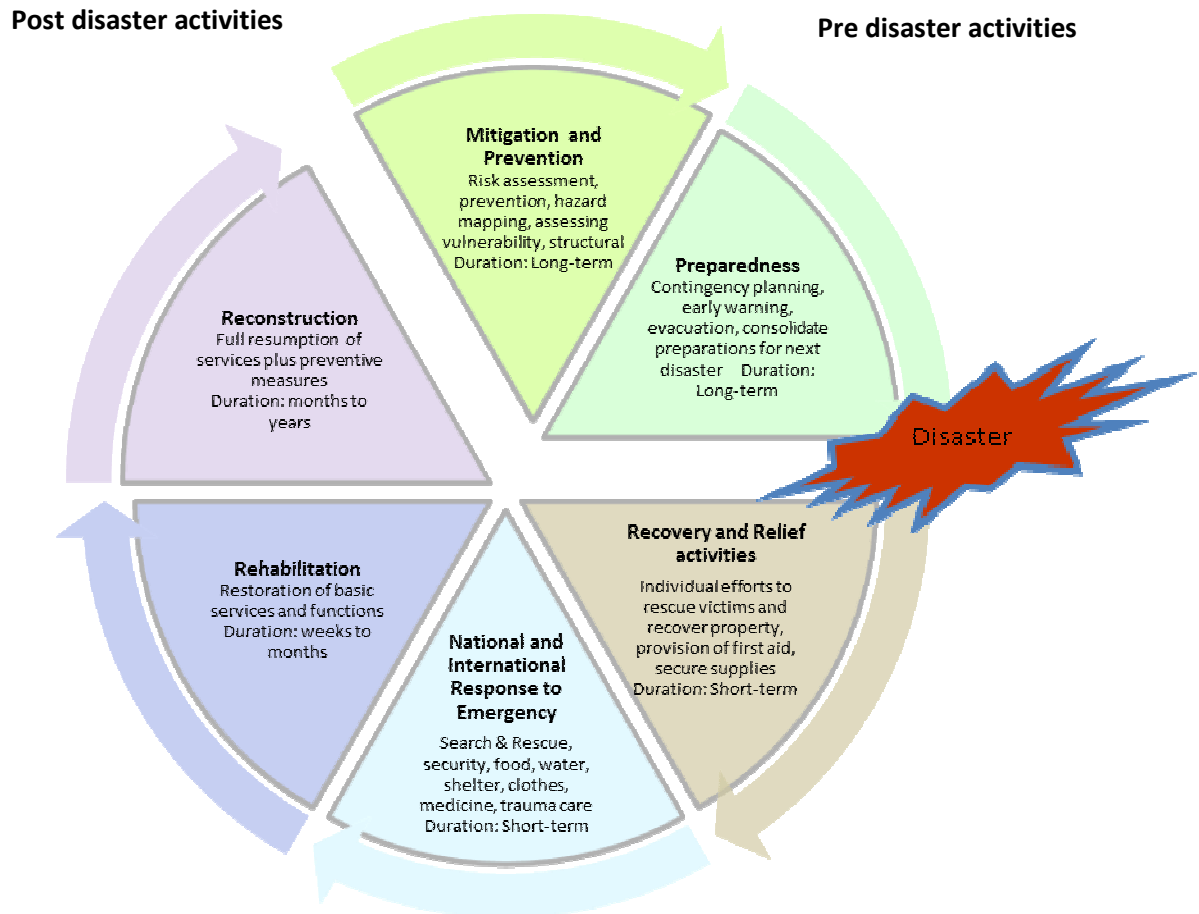 Post disaster activities
Pre disaster activities
Mitigation and
Prevention
Risk assessment,
prevention, hazard
mapping, assessing
vulnerability, structural
Duration: Long-term
Preparedness
Contingency planning,
early warning,
evacuation, consolidate
preparations for next
disaster Duration:
Long-term
Disaster
Recovery and Relief
activities
Individual efforts to
rescue victims and
recover property,
provision of first aid,
secure supplies
Duration: Short-term
National and
International
Response to
Emergency
Search & Rescue,
security, food, water,
shelter, clothes,
medicine, trauma care
Duration: Short-term
Rehabilitation
Restoration of basic
services and functions
Duration: weeks to
months
Reconstruction
Full resumption of
services plus preventive
measures
Duration: months to
years